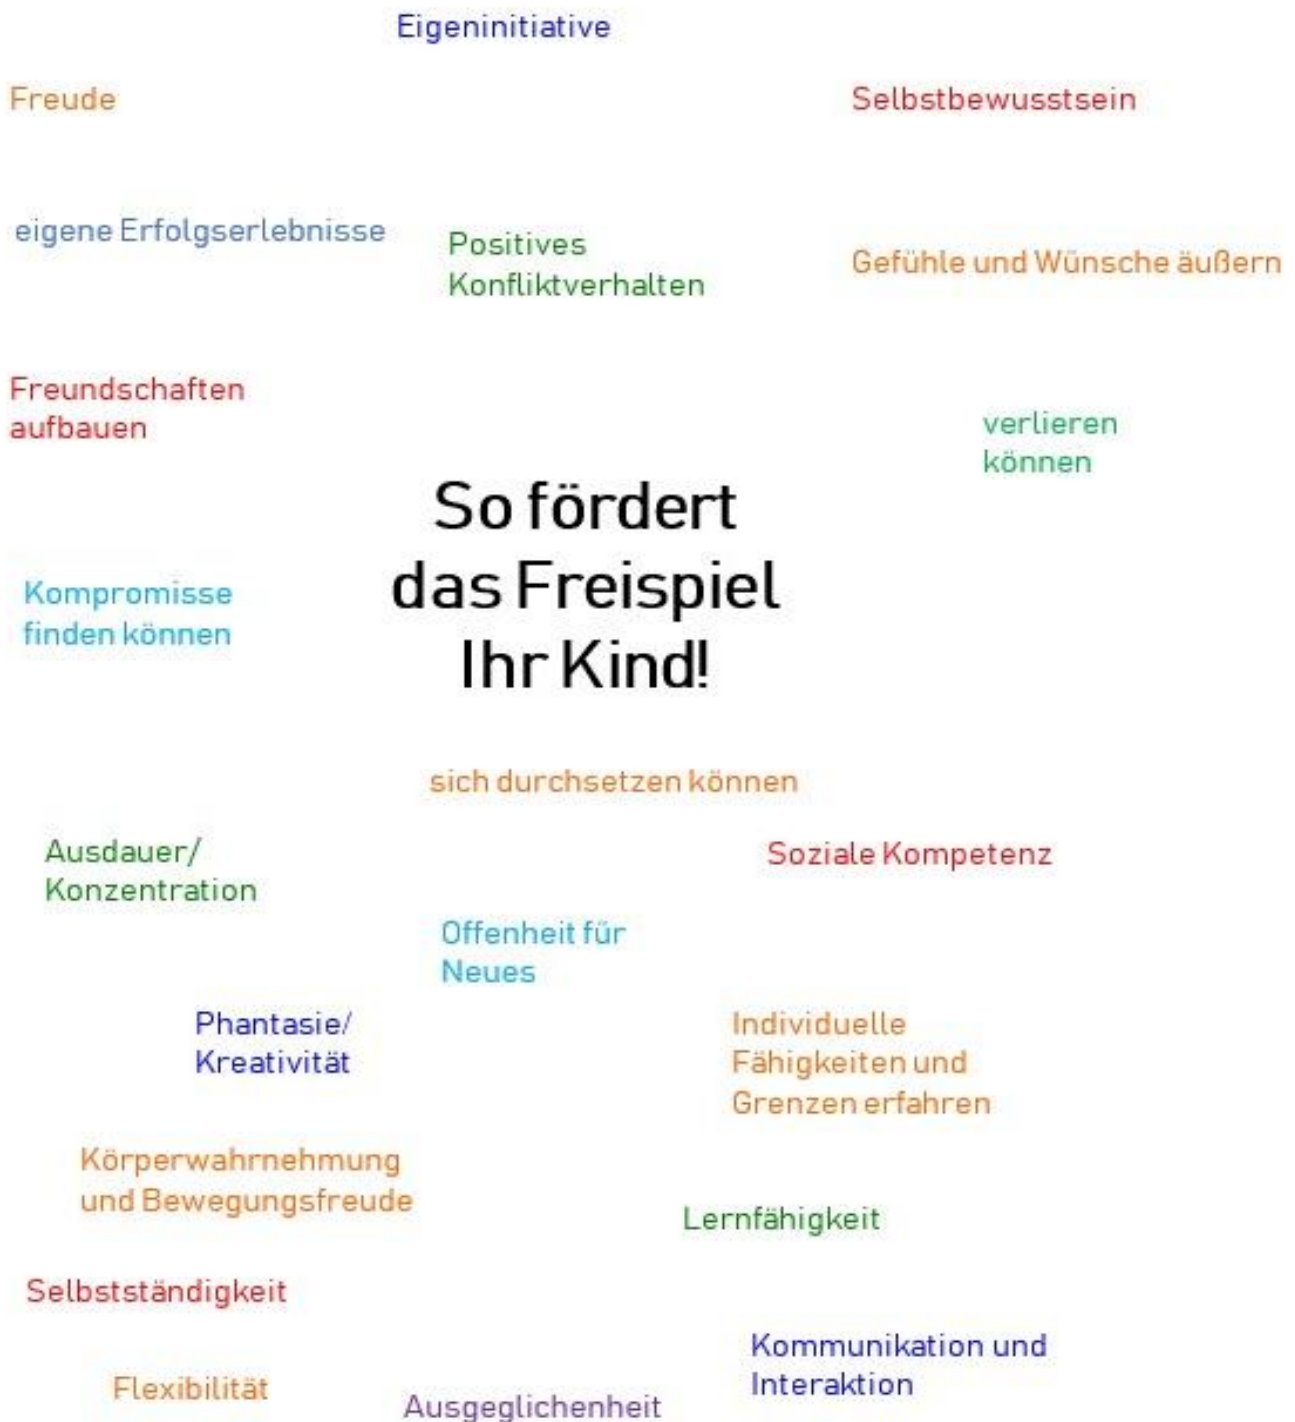 Eigeninitiative
Freude
Selbstbewusstsein
eigene Erfolgserlebnisse
Positives
Konfliktverhalten
Gefühle und Wünsche äußern
Freundschaften
aufbauen
verlieren
können
So fördert
das Freispiel
Ihr Kind!
Kompromisse
finden können
sich durchsetzen können
Ausdauer/
Konzentration
Soziale Kompetenz
Offenheit für
Neues
Phantasie/
Kreativität
Individuelle
Fähigkeiten und
Grenzen erfahren
Körperwahrnehmung
und Bewegungsfreude
Lernfähigkeit
Selbstständigkeit
Kommunikation und
Interaktion
Flexibilität
Ausgeglichenheit